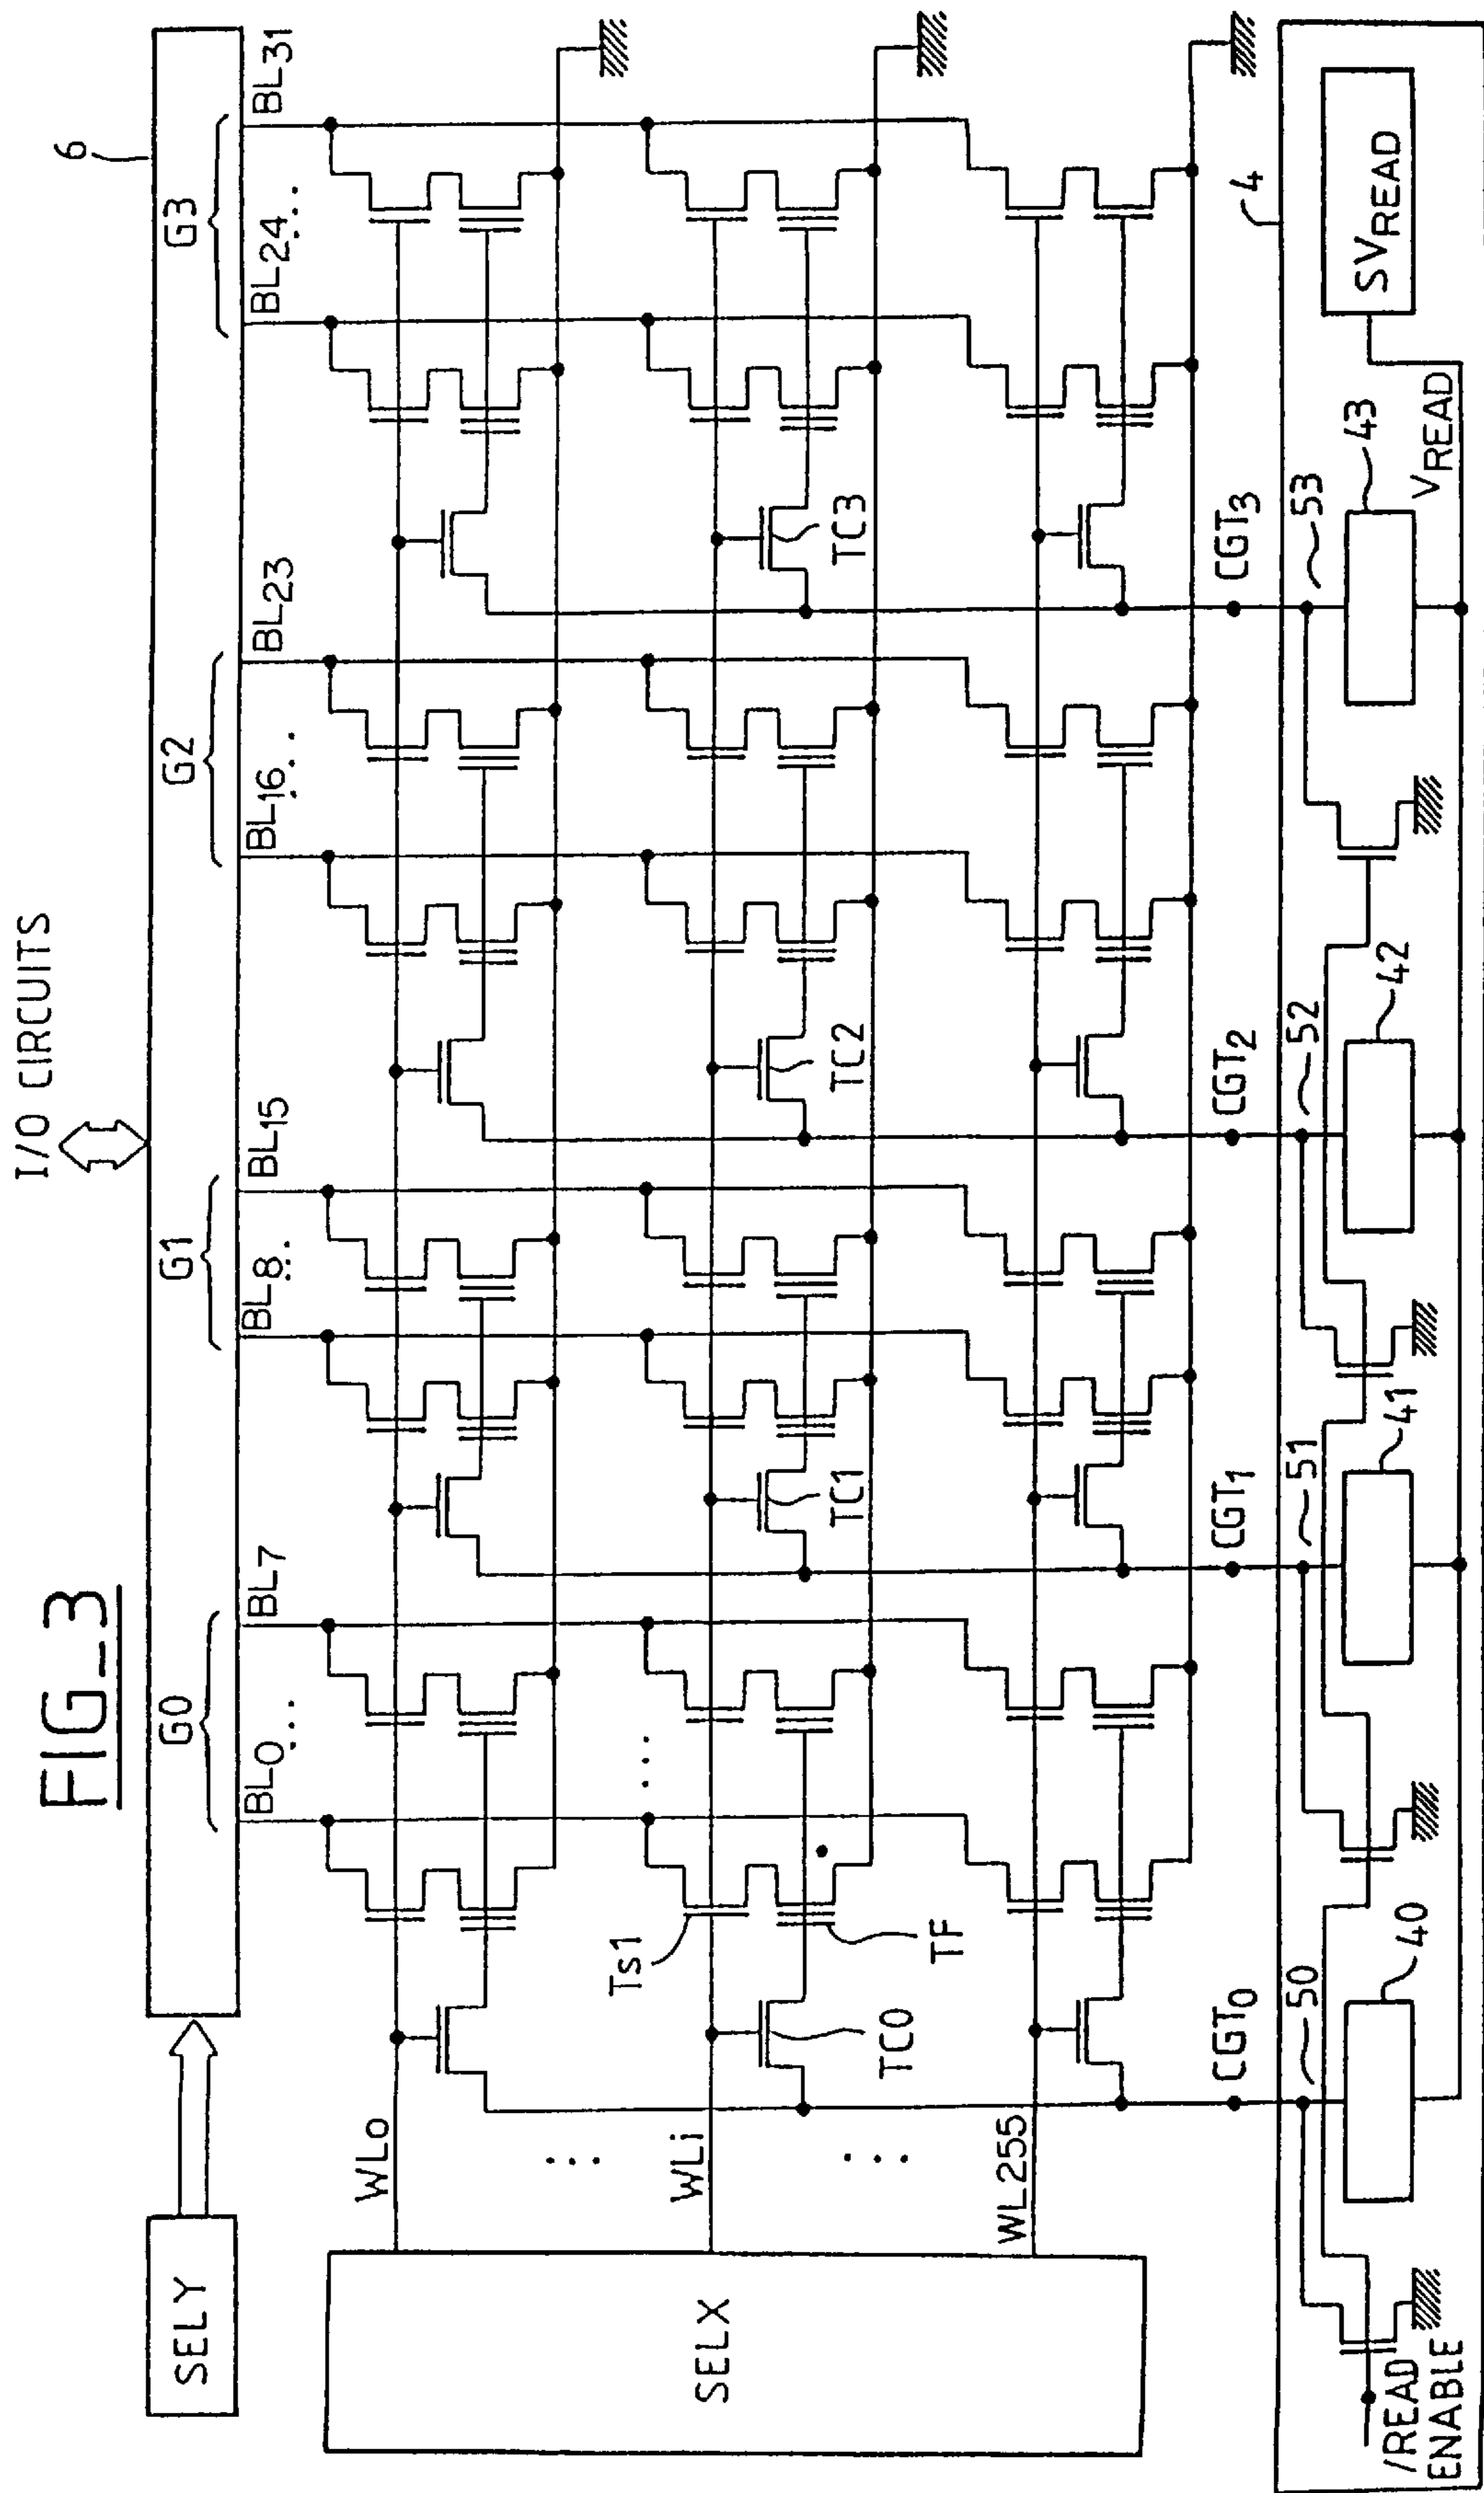 FIG_3
I/O CIRCUITS
6
SELY
G0
G1
G2
G3
BL0...
BL7
BL8...
BL15
BL16...
BL23
BL24...
BL31
WLo
WLi
WL255
SELX
Ts1
TF
TC0
TC1
TC2
TC3
CGT0
CGT1
CGT2
CGT3
4
50
51
52
53
40
41
42
43
VREAD
SVREAD
/READ
ENABLE